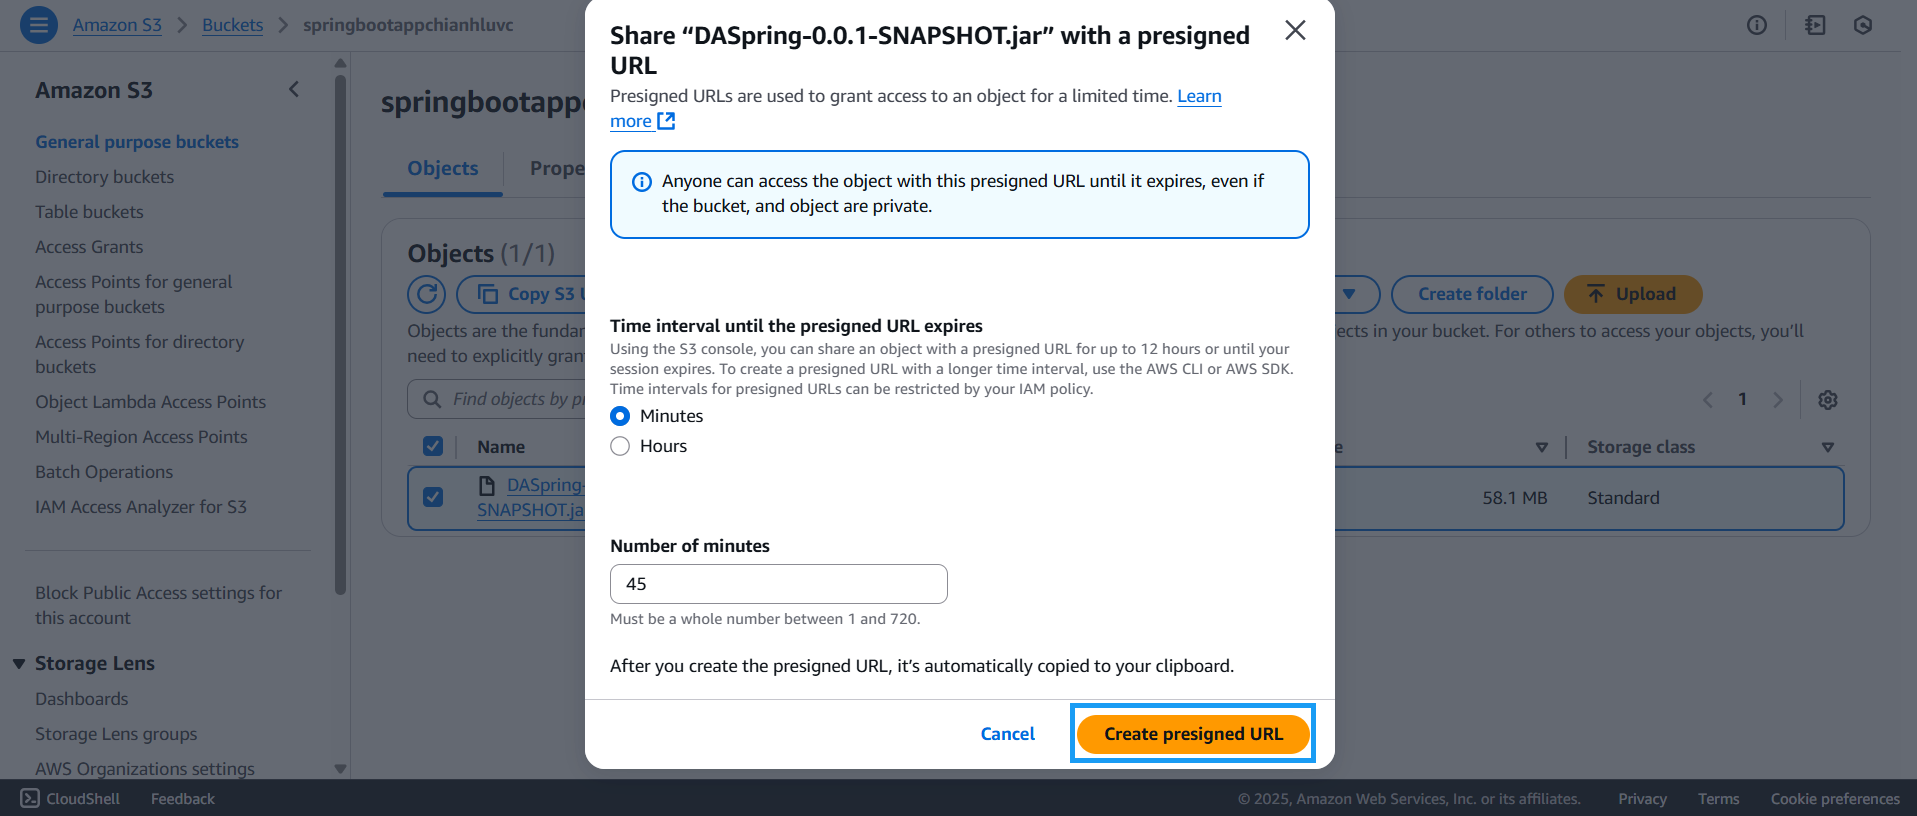 Amazon S3 > Buckets > springbootappchianhluvc
Amazon S3
General purpose buckets
Directory buckets
Table buckets
Access Grants
Access Points for general
purpose buckets
Access Points for directory
buckets
Object Lambda Access Points
Multi-Region Access Points
Batch Operations
IAM Access Analyzer for S3
Block Public Access settings for
this account
Storage Lens
Dashboards
Storage Lens groups
AWS Organizations settings
springbootapp
Objects
Prope
Objects (1/1)
Copy S3 U
Create folder
Upload
Objects are the fundar
ects in your bucket. For others to access your objects, you'll
need to explicitly gran
Find objects by p
1
Name
e
Storage class
DASpring-
SNAPSHOT.ja
58.1 MB
Standard
Share “DASpring-0.0.1-SNAPSHOT.jar” with a presigned
URL
Presigned URLs are used to grant access to an object for a limited time. Learn
more
Anyone can access the object with this presigned URL until it expires, even if
the bucket, and object are private.
Time interval until the presigned URL expires
Using the S3 console, you can share an object with a presigned URL for up to 12 hours or until your
session expires. To create a presigned URL with a longer time interval, use the AWS CLI or AWS SDK.
Time intervals for presigned URLs can be restricted by your IAM policy.
Minutes
Hours
Number of minutes
45
Must be a whole number between 1 and 720.
After you create the presigned URL, it’s automatically copied to your clipboard.
Cancel
Create presigned URL
CloudShell
Feedback
© 2025, Amazon Web Services, Inc. or its affiliates.
Privacy
Terms
Cookie preferences